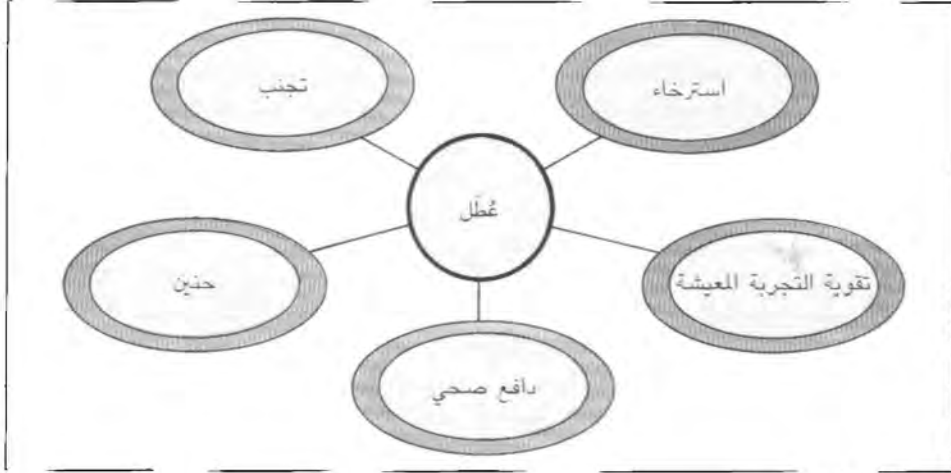 استرخاء
تجنب
عُطَل
تقوية التجربة المعيشة
حنين
دافع صحي